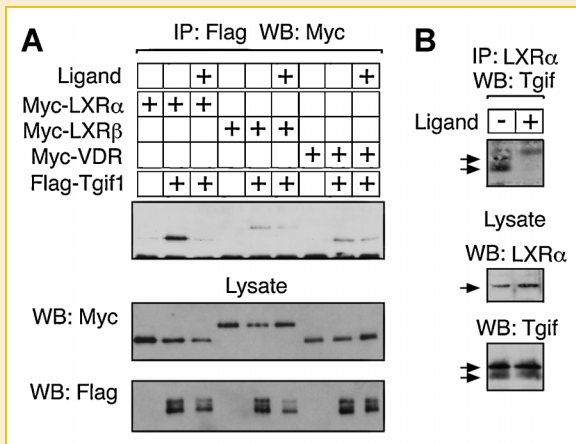 A
IP: Flag WB: Myc
Ligand + + +
Myc-LXRα + + +
Myc-LXRβ + + +
Myc-VDR + + +
Flag-Tgif1 + + + + + +
Lysate
WB: Myc
WB: Flag
B
IP: LXRα
WB: Tgif
Ligand - +
Lysate
WB: LXRα
WB: Tgif